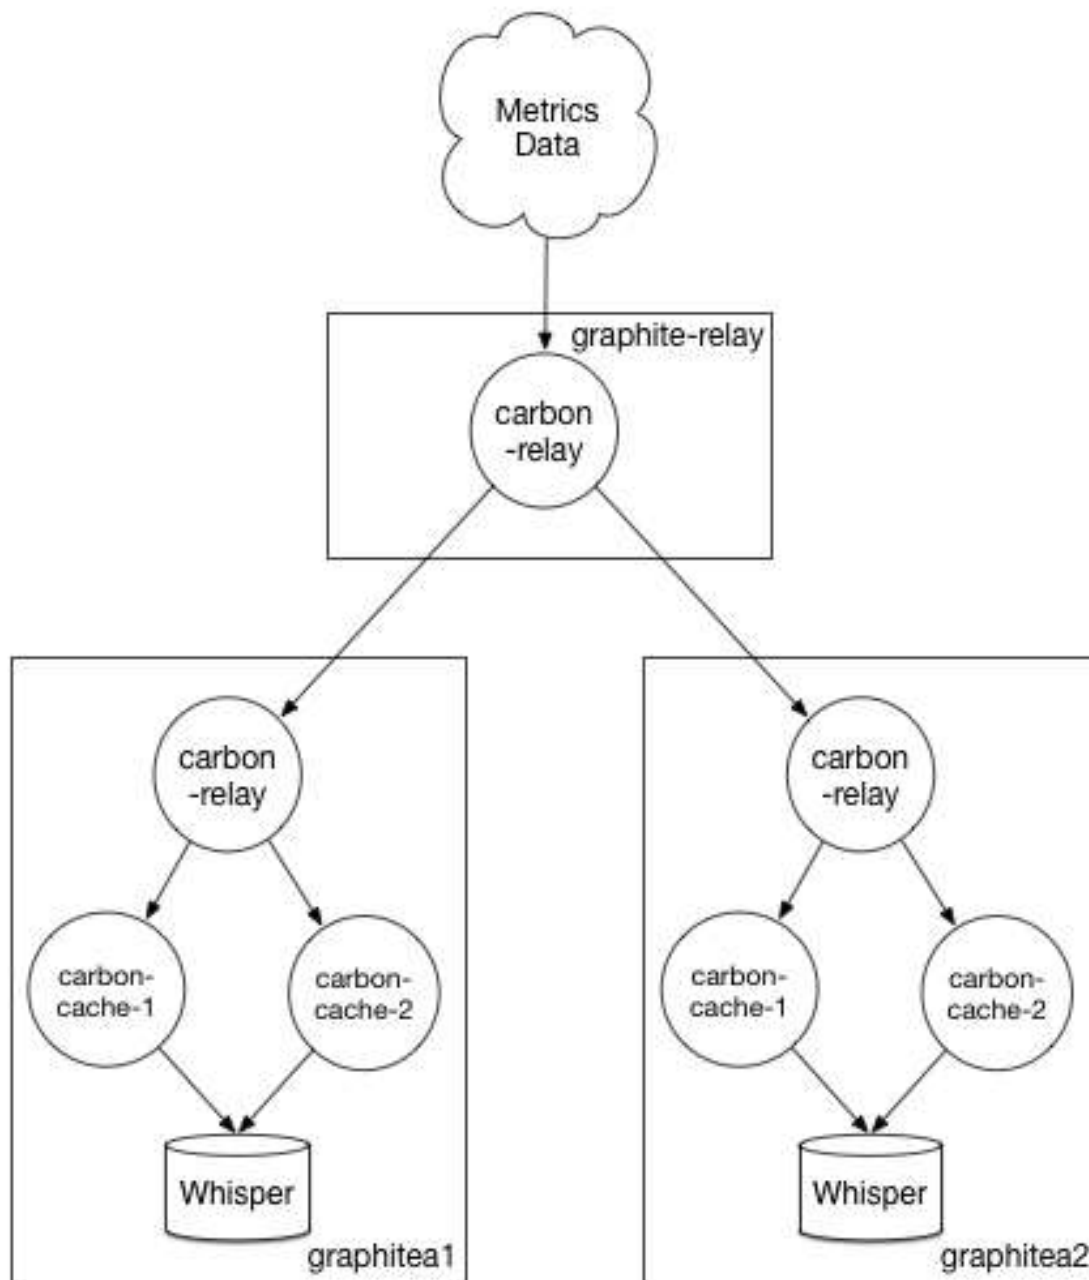 Metrics
Data
graphite-relay
carbon
-relay
carbon
-relay
carbon-
cache-1
carbon-
cache-2
Whisper
graphitea1
carbon
-relay
carbon-
cache-1
carbon-
cache-2
Whisper
graphitea2